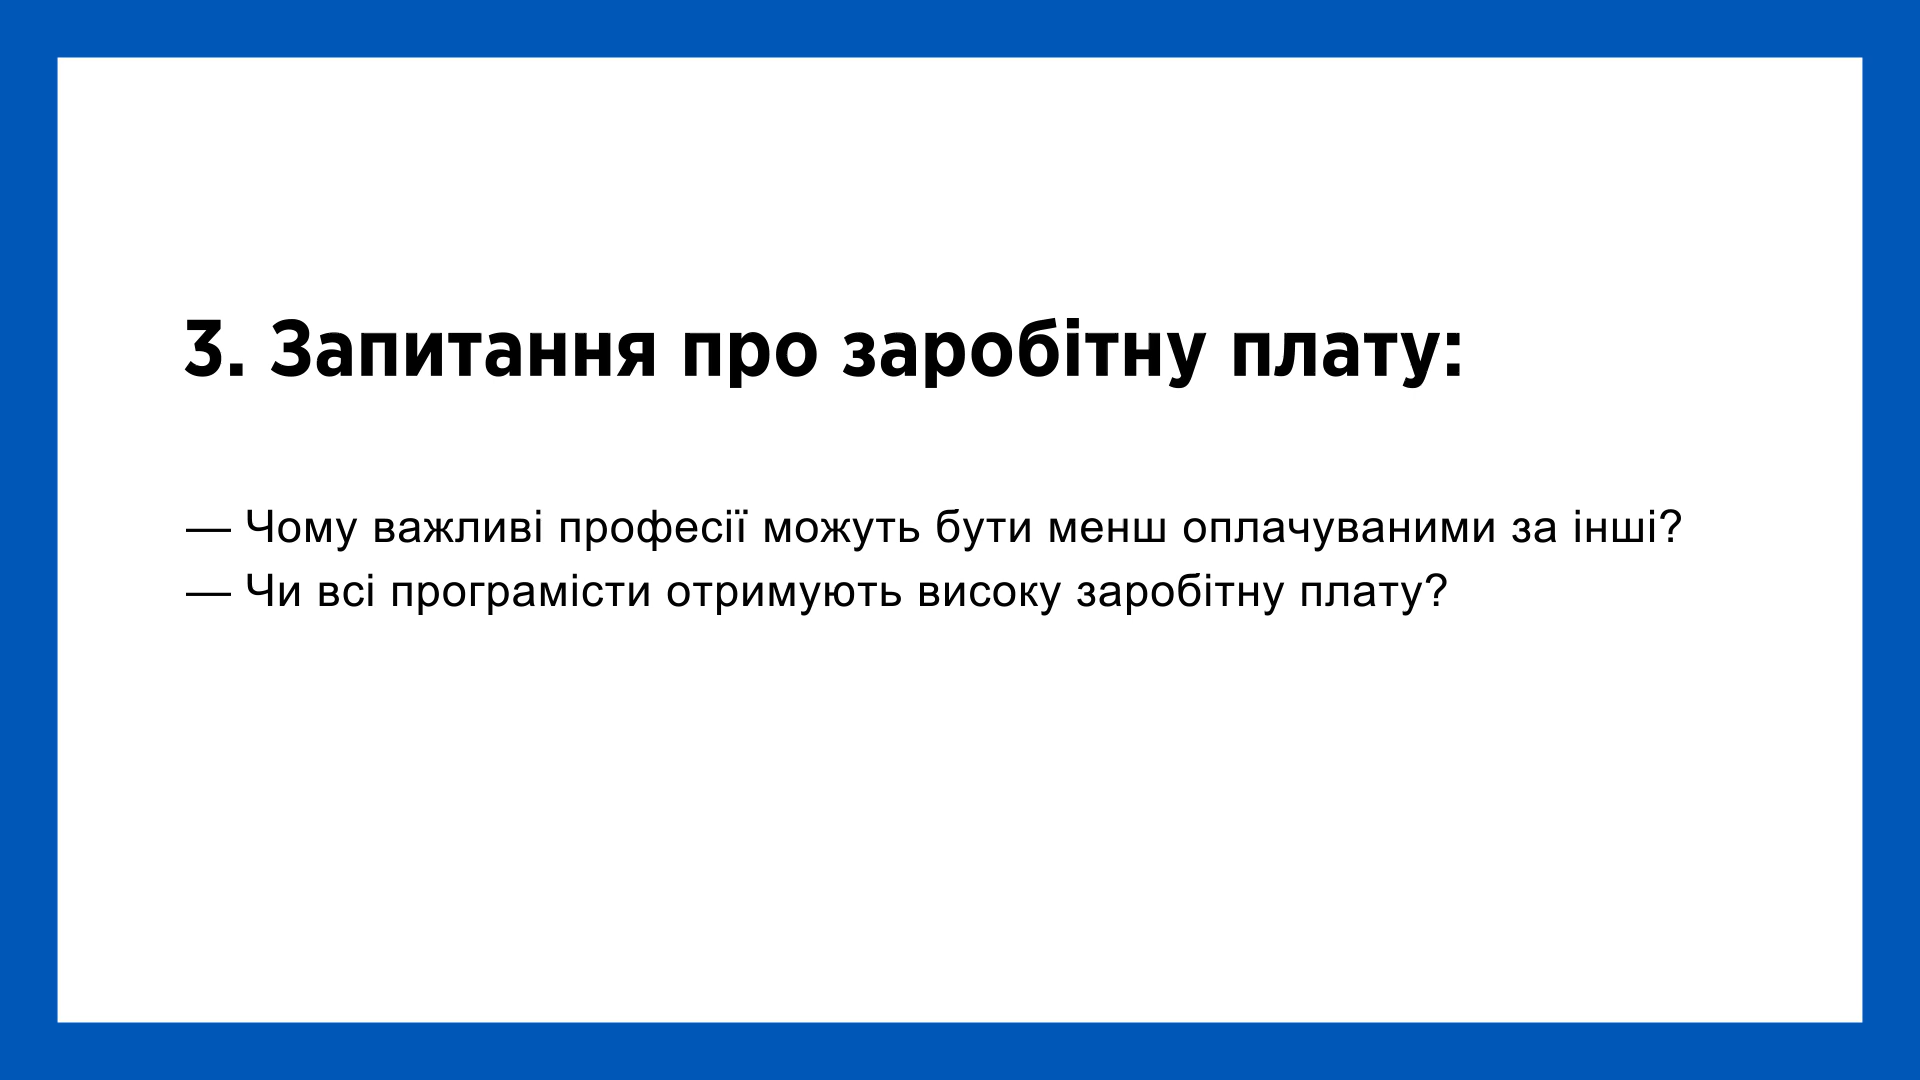 3. Запитання про заробітну плату:
— Чому важливі професії можуть бути менш оплачуваними за інші?
— Чи всі програмісти отримують високу заробітну плату?